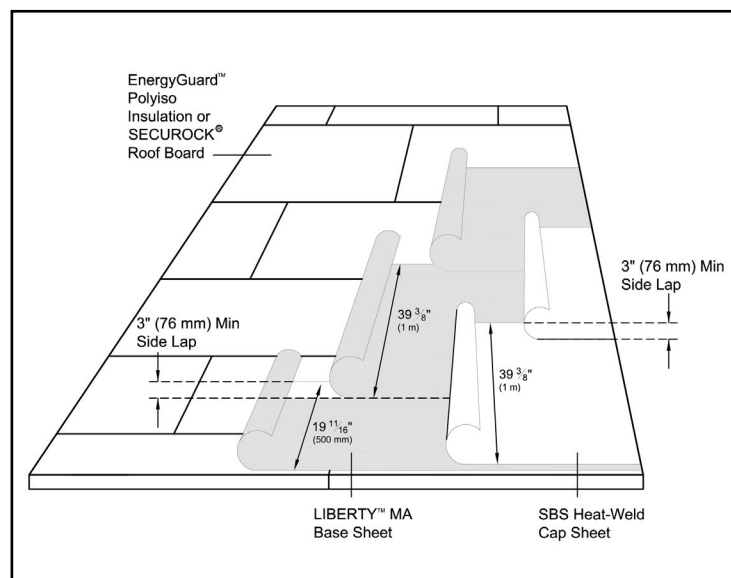 EnergyGuard™
Polyiso
Insulation or
SECUROCK®
Roof Board
3" (76 mm) Min
Side Lap
39 3/8"
(1 m)
3" (76 mm) Min
Side Lap
39 3/8"
(1 m)
19 11/16"
(500 mm)
LIBERTY™ MA
Base Sheet
SBS Heat-Weld
Cap Sheet